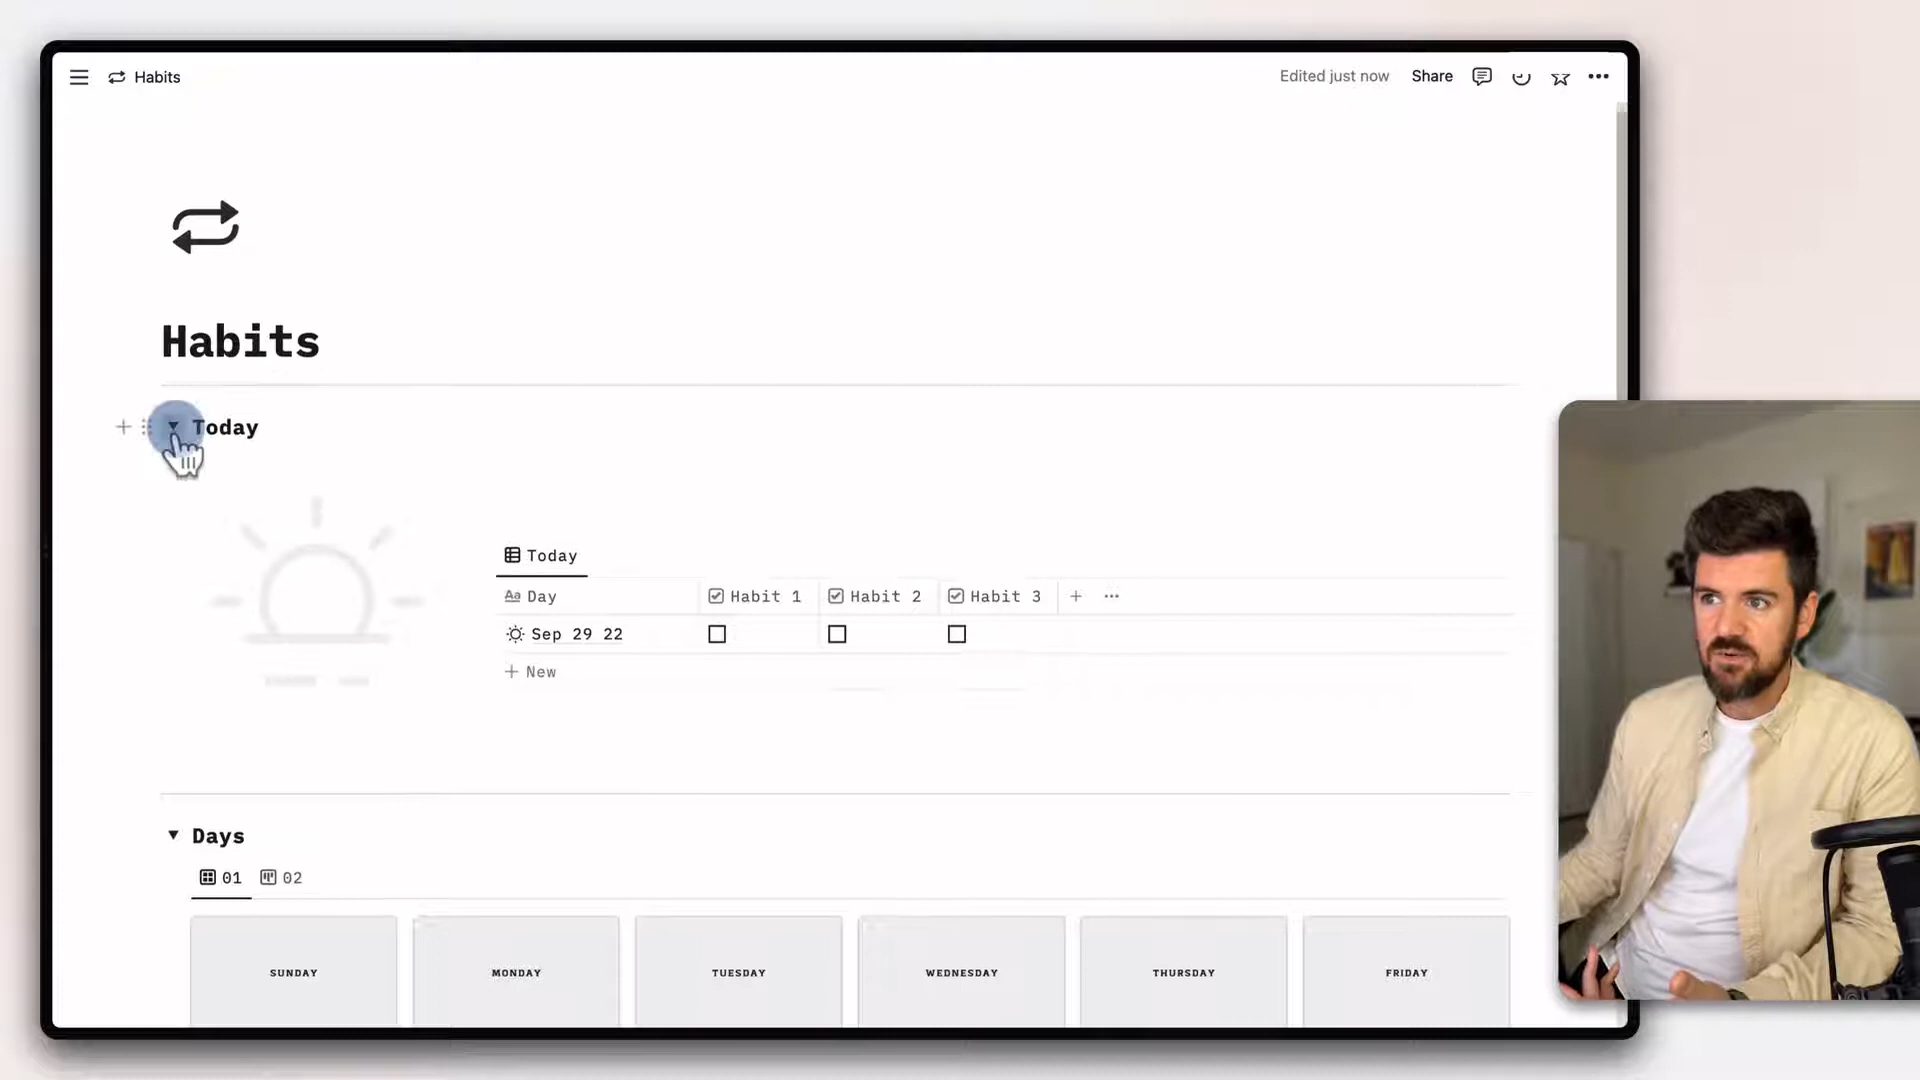 Habits
Edited just now Share
Habits
Today
Today
Aa Day Habit 1 Habit 2 Habit 3
Sep 29 22
New
Days
01 02
SUNDAY MONDAY TUESDAY WEDNESDAY THURSDAY FRIDAY